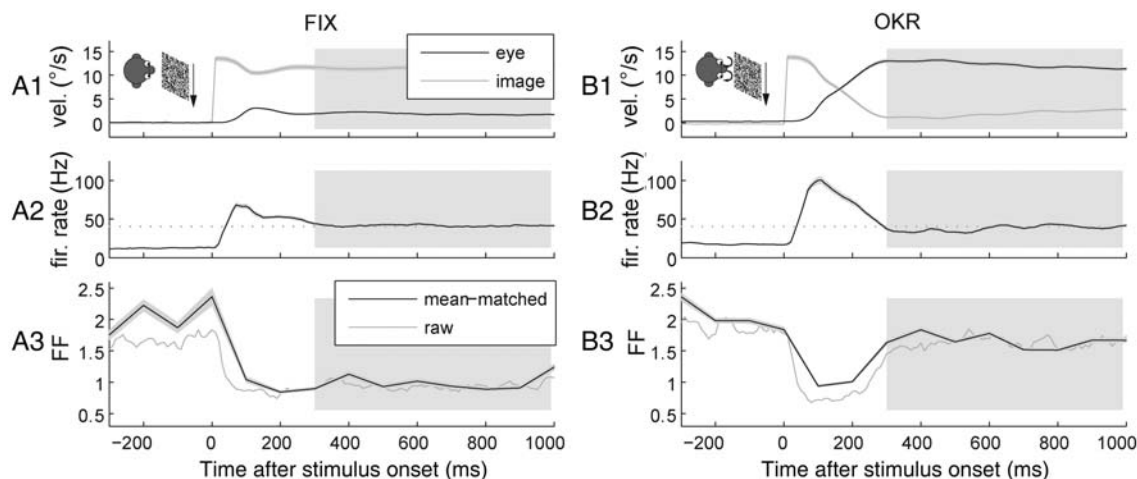 FIX
A1
vel. (°/s)
15
10
5
0
eye
image
A2
fir. rate (Hz)
100
50
0
A3
FF
2.5
2
1.5
1
0.5
mean-matched
raw
−200 0 200 400 600 800 1000
Time after stimulus onset (ms)
OKR
B1
vel. (°/s)
15
10
5
0
B2
fir. rate (Hz)
100
50
0
B3
FF
2.5
2
1.5
1
0.5
−200 0 200 400 600 800 1000
Time after stimulus onset (ms)